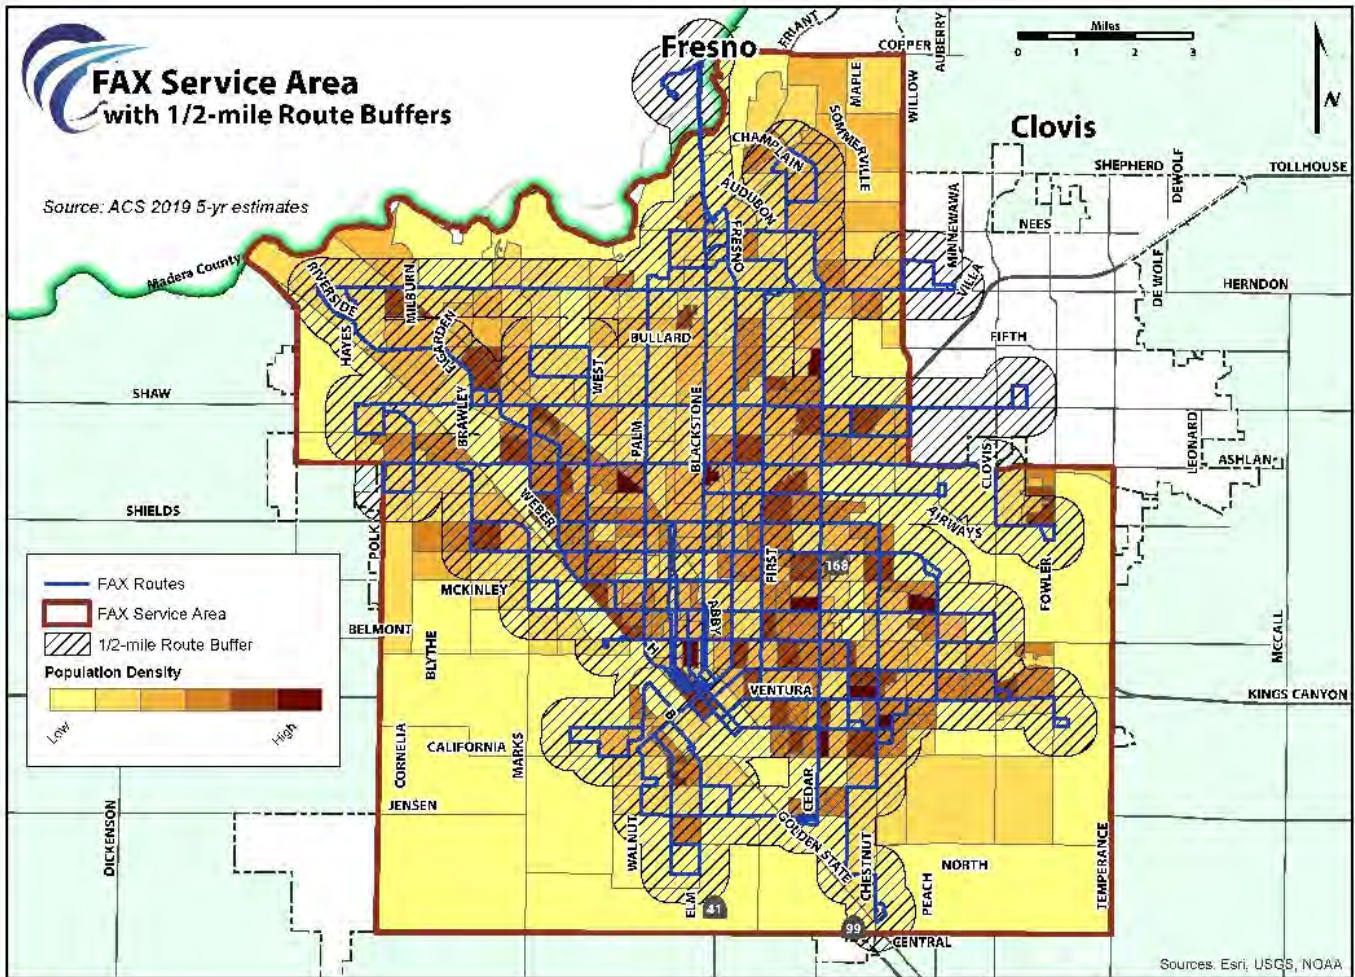 FAX Service Area
with 1/2-mile Route Buffers
Source: ACS 2019 5-yr estimates
Fresno
Clovis
Miles
0 1 2 3
N
FRIANT
COPPER
AUBERRY
WILLOW
MAPLE
SOMMERVILLE
CHAMPLAIN
AUDUBON
FRESNO
MINNEWAWA
SHEPHERD
DEWOLF
TOLLHOUSE
NEES
VILLA
DEWOLF
HERNDON
Madera County
RIVERSIDE
HAYES
MILBURN
BULLARD
FIFTH
WEST
SHAW
BRAWLEY
PALM
BLACKSTONE
CLOVIS
LEONARD
ASHLAN
SHIELDS
POLK
WEBER
AIRWAYS
FIRST
168
FOWLER
MCKINLEY
ABBY
BELMONT
BLYTHE
H
MCCALL
VENTURA
KINGS CANYON
B
CORNELIA
CALIFORNIA
MARKS
JENSEN
CEDAR
DICKENSON
WALNUT
GOLDEN STATE
CHESTNUT
NORTH
PEACH
TEMPERANCE
ELM
41
99
CENTRAL
FAX Routes
FAX Service Area
1/2-mile Route Buffer
Population Density
Low
High
Sources: Esri, USGS, NOAA